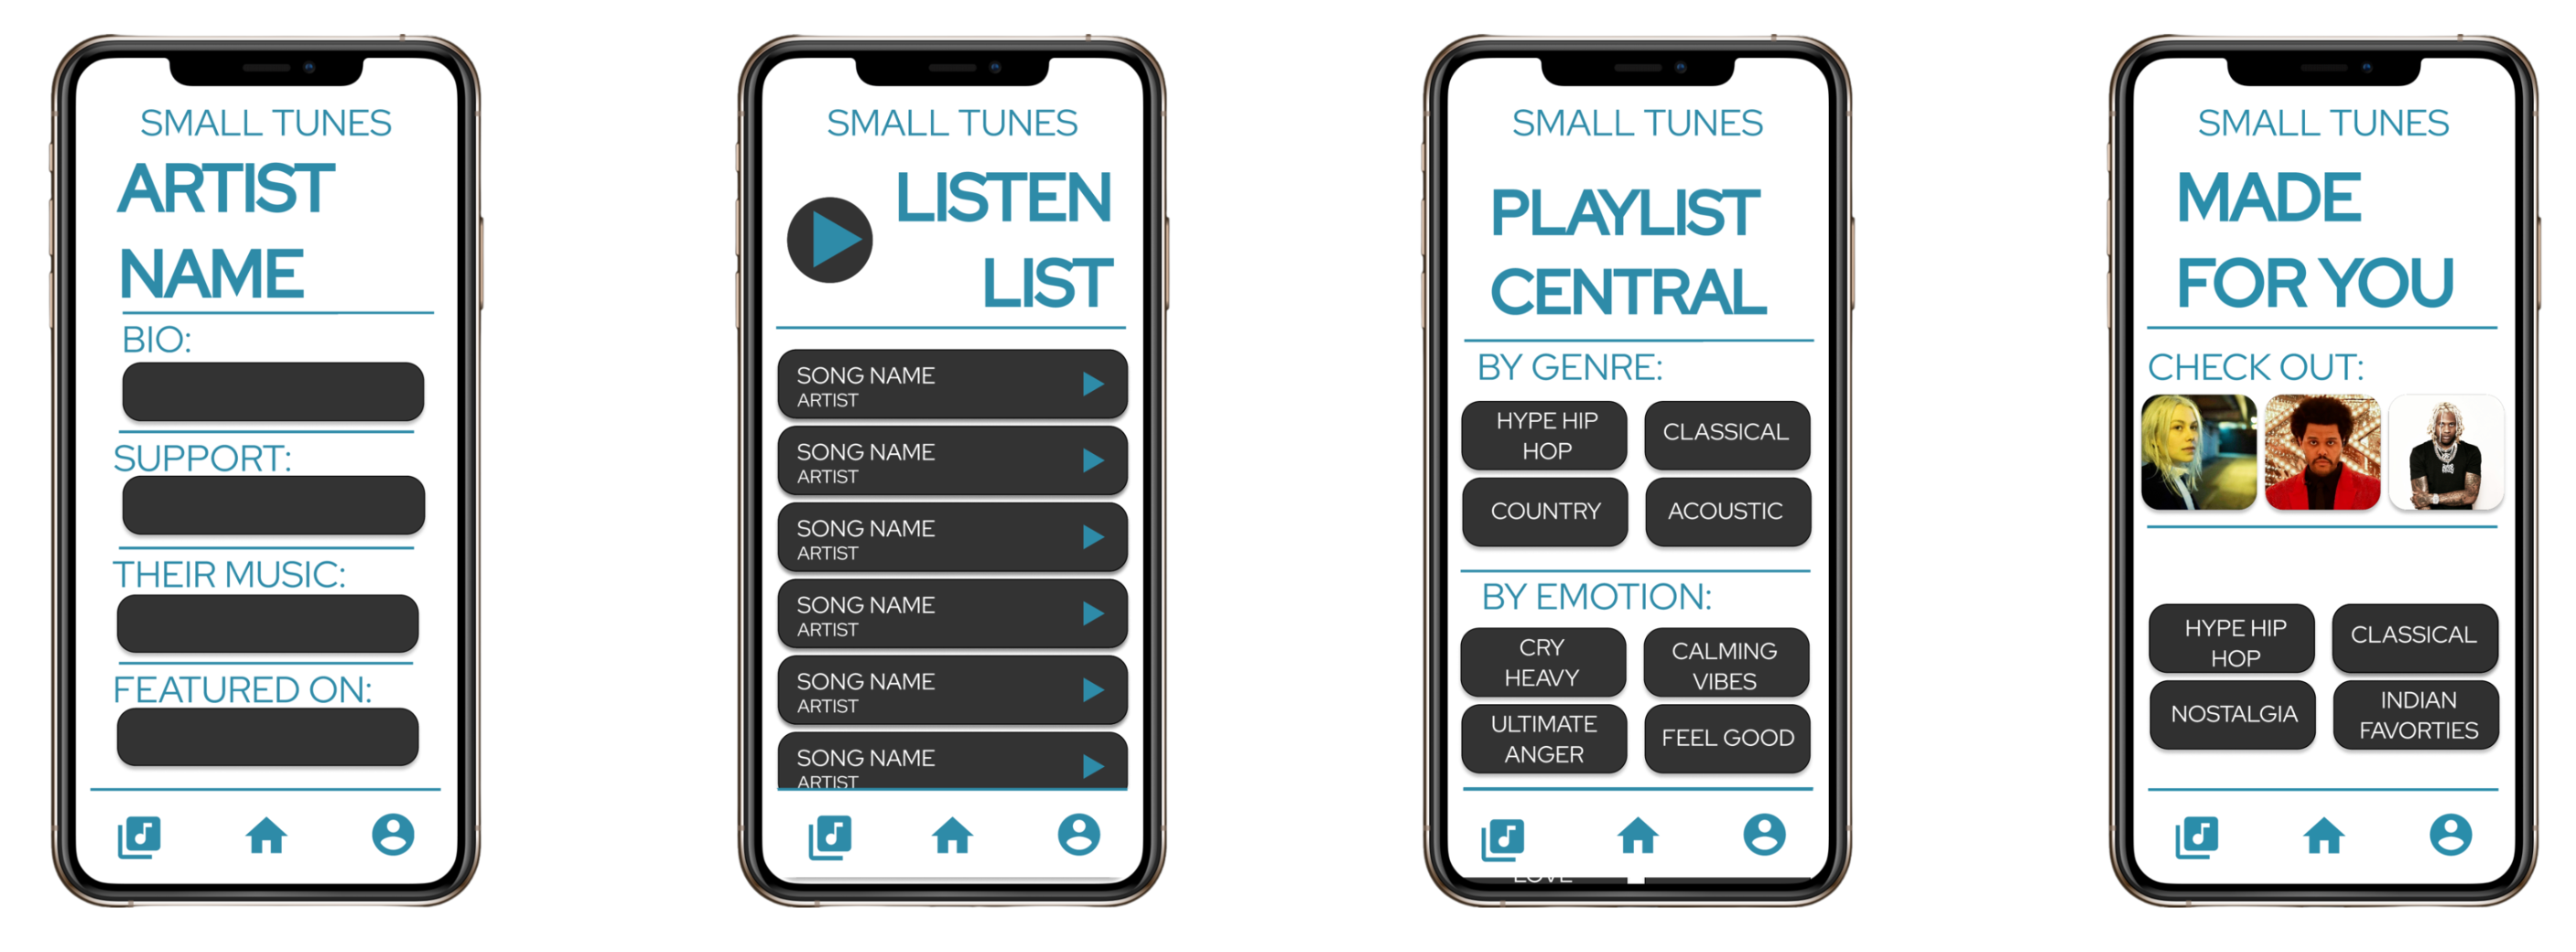 SMALL TUNES
ARTIST
NAME
BIO:
SUPPORT:
THEIR MUSIC:
FEATURED ON:
SMALL TUNES
LISTEN
LIST
SONG NAME
ARTIST
SONG NAME
ARTIST
SONG NAME
ARTIST
SONG NAME
ARTIST
SONG NAME
ARTIST
SONG NAME
ARTIST
SMALL TUNES
PLAYLIST
CENTRAL
BY GENRE:
HYPE HIP
HOP
CLASSICAL
COUNTRY
ACOUSTIC
BY EMOTION:
CRY
HEAVY
CALMING
VIBES
ULTIMATE
ANGER
FEEL GOOD
LOVE
SMALL TUNES
MADE
FOR YOU
CHECK OUT:
HYPE HIP
HOP
CLASSICAL
NOSTALGIA
INDIAN
FAVORTIES